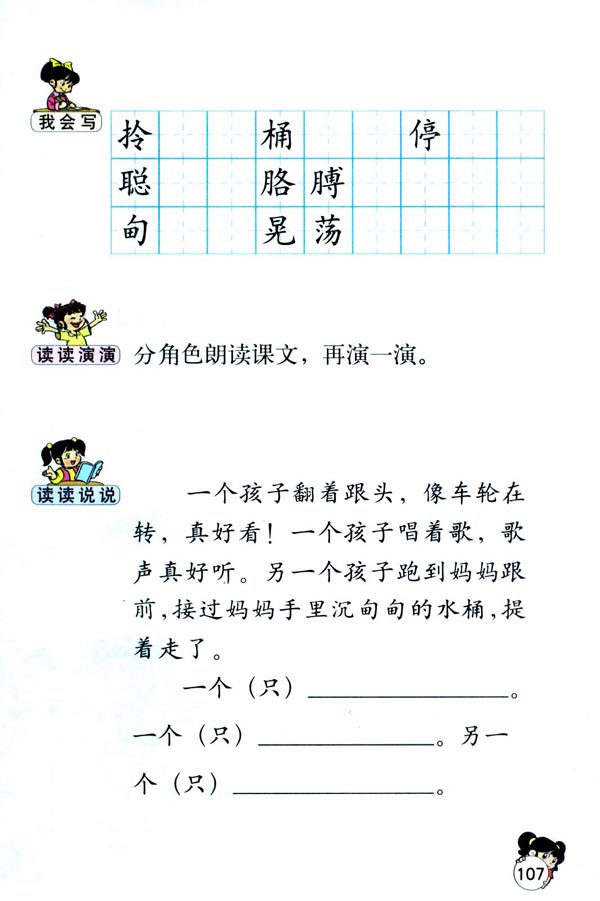 我会写
拎 桶 停
聪 胳 膊
甸 晃 荡
读读演演
分角色朗读课文，再演一演。
读读说说
一个孩子翻着跟头，像车轮在
转，真好看！一个孩子唱着歌，歌
声真好听。另一个孩子跑到妈妈跟
前，接过妈妈手里沉甸甸的水桶，提
着走了。
一个（只）____________________。
一个（只）__________________。另一
个（只）____________________。
107